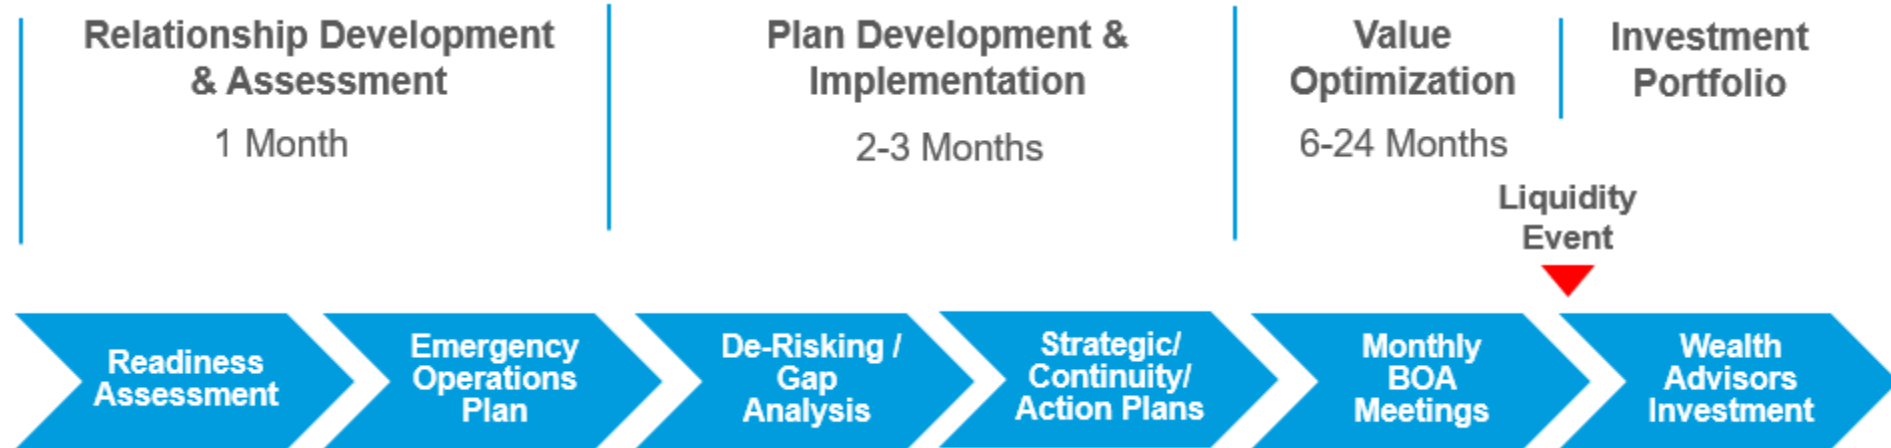 Relationship Development
& Assessment
1 Month
Plan Development &
Implementation
2-3 Months
Value
Optimization
6-24 Months
Investment
Portfolio
Liquidity
Event
Readiness
Assessment
Emergency
Operations
Plan
De-Risking /
Gap
Analysis
Strategic/
Continuity/
Action Plans
Monthly
BOA
Meetings
Wealth
Advisors
Investment